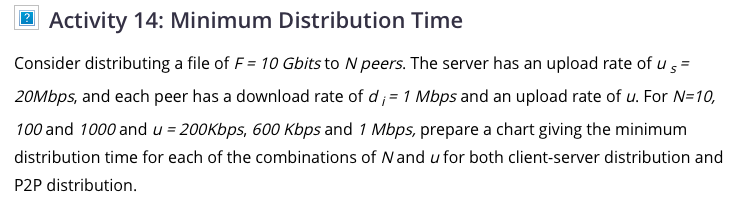 ? Activity 14: Minimum Distribution Time
Consider distributing a file of F = 10 Gbits to N peers. The server has an upload rate of u s =
20Mbps, and each peer has a download rate of d i = 1 Mbps and an upload rate of u. For N=10,
100 and 1000 and u = 200Kbps, 600 Kbps and 1 Mbps, prepare a chart giving the minimum
distribution time for each of the combinations of N and u for both client-server distribution and
P2P distribution.